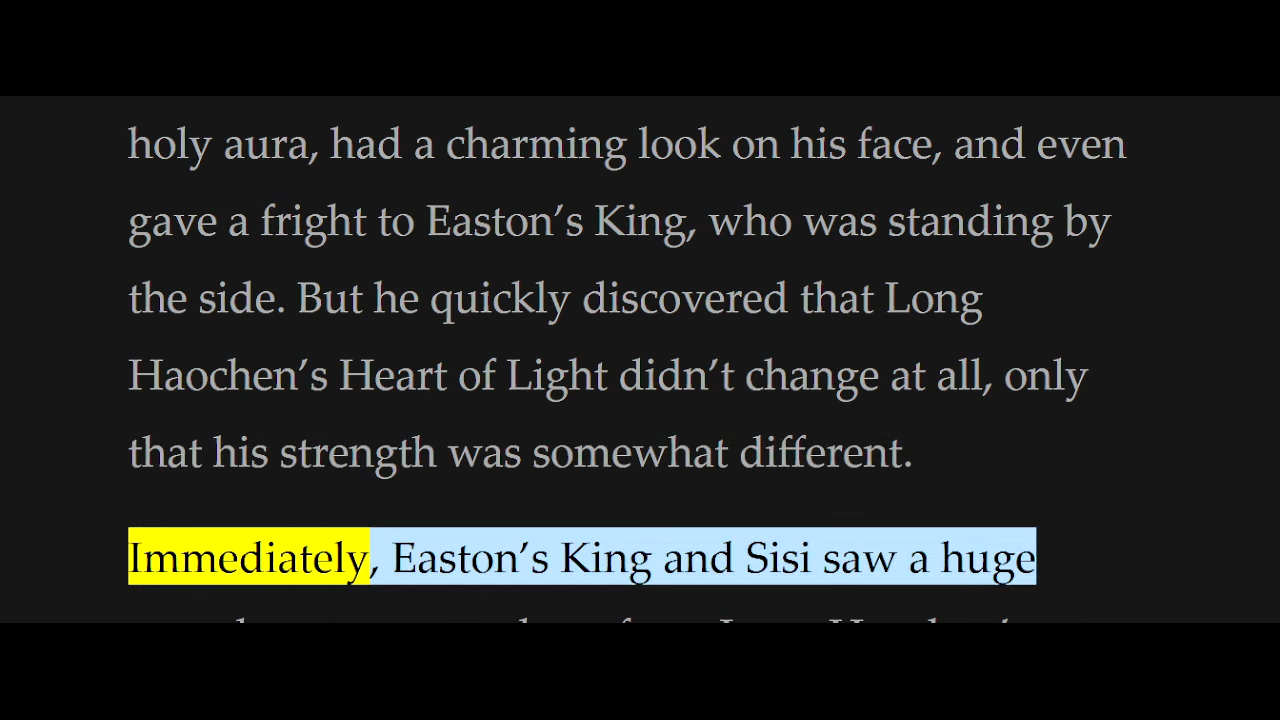 holy aura, had a charming look on his face, and even
gave a fright to Easton’s King, who was standing by
the side. But he quickly discovered that Long
Haochen’s Heart of Light didn’t change at all, only
that his strength was somewhat different.
Immediately, Easton’s King and Sisi saw a huge